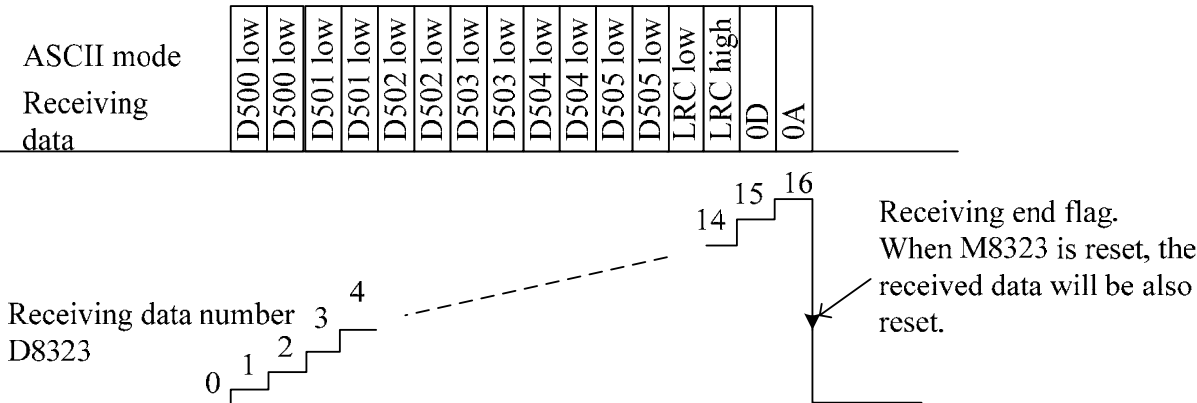 ASCII mode
Receiving
data
D500 low
D500 low
D501 low
D501 low
D502 low
D502 low
D503 low
D503 low
D504 low
D504 low
D505 low
D505 low
LRC low
LRC high
0D
0A
Receiving data number
D8323
0
1
2
3
4
14
15
16
Receiving end flag.
When M8323 is reset, the
received data will be also
reset.